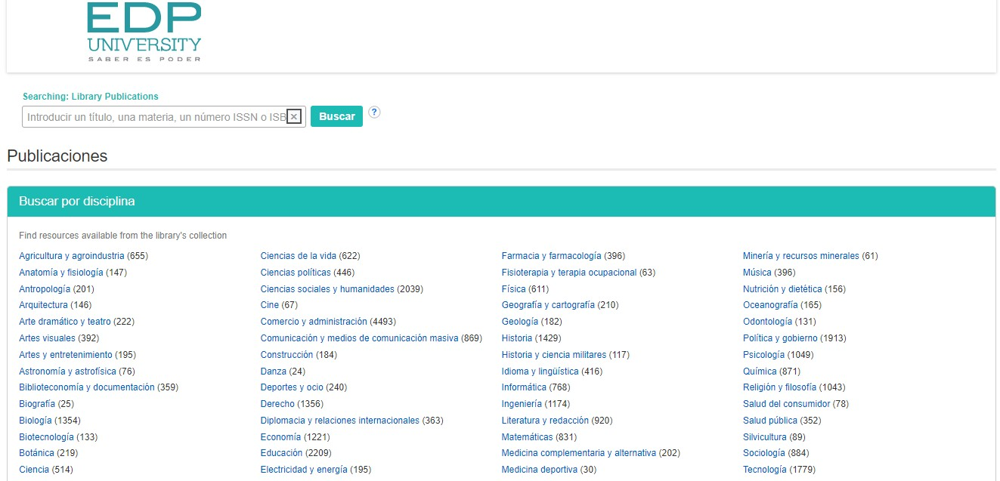 EDP
UNIVERSITY
SABER ES PODER
Searching: Library Publications
Introducir un título, una materia, un número ISSN o ISB
Buscar
?
Publicaciones
Buscar por disciplina
Find resources available from the library's collection
Agricultura y agroindustria (655)
Anatomía y fisiología (147)
Antropología (201)
Arquitectura (146)
Arte dramático y teatro (222)
Artes visuales (392)
Artes y entretenimiento (195)
Astronomía y astrofísica (76)
Biblioteconomía y documentación (359)
Biografía (25)
Biología (1354)
Biotecnología (133)
Botánica (219)
Ciencia (514)
Ciencias de la vida (622)
Ciencias políticas (446)
Ciencias sociales y humanidades (2039)
Cine (67)
Comercio y administración (4493)
Comunicación y medios de comunicación masiva (869)
Construcción (184)
Danza (24)
Deportes y ocio (240)
Derecho (1356)
Diplomacia y relaciones internacionales (363)
Economía (1221)
Educación (2209)
Electricidad y energía (195)
Farmacia y farmacología (396)
Fisioterapia y terapia ocupacional (63)
Física (611)
Geografía y cartografía (210)
Geología (182)
Historia (1429)
Historia y ciencia militares (117)
Idioma y lingüística (416)
Informática (768)
Ingeniería (1174)
Literatura y redacción (920)
Matemáticas (831)
Medicina complementaria y alternativa (202)
Medicina deportiva (30)
Minería y recursos minerales (61)
Música (396)
Nutrición y dietética (156)
Oceanografía (165)
Odontología (131)
Política y gobierno (1913)
Psicología (1049)
Química (871)
Religión y filosofía (1043)
Salud del consumidor (78)
Salud pública (352)
Silvicultura (89)
Sociología (884)
Tecnología (1779)